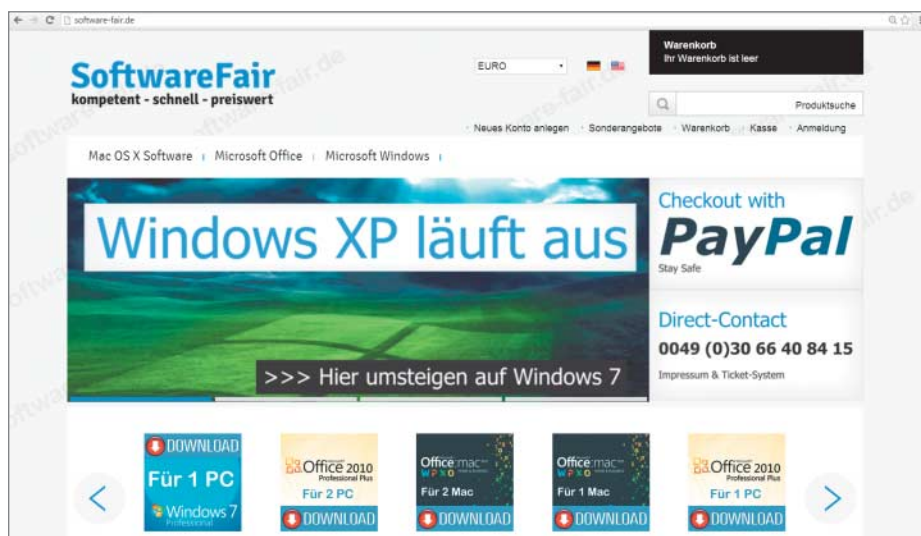 software-fair.de
SoftwareFair
kompetent - schnell - preiswert
EURO
Warenkorb
Ihr Warenkorb ist leer
Produktsuche
Neues Konto anlegen Sonderangebote Warenkorb Kasse Anmeldung
Mac OS X Software Microsoft Office Microsoft Windows
Windows XP läuft aus
>>> Hier umsteigen auf Windows 7
Checkout with
PayPal
Stay Safe
Direct-Contact
0049 (0)30 66 40 84 15
Impressum & Ticket-System
DOWNLOAD
Für 1 PC
Windows 7
Professional
Office 2010
Professional Plus
Für 2 PC
DOWNLOAD
Office:mac
Für 2 Mac
DOWNLOAD
Office:mac
Für 1 Mac
DOWNLOAD
Office 2010
Professional Plus
Für 1 PC
DOWNLOAD